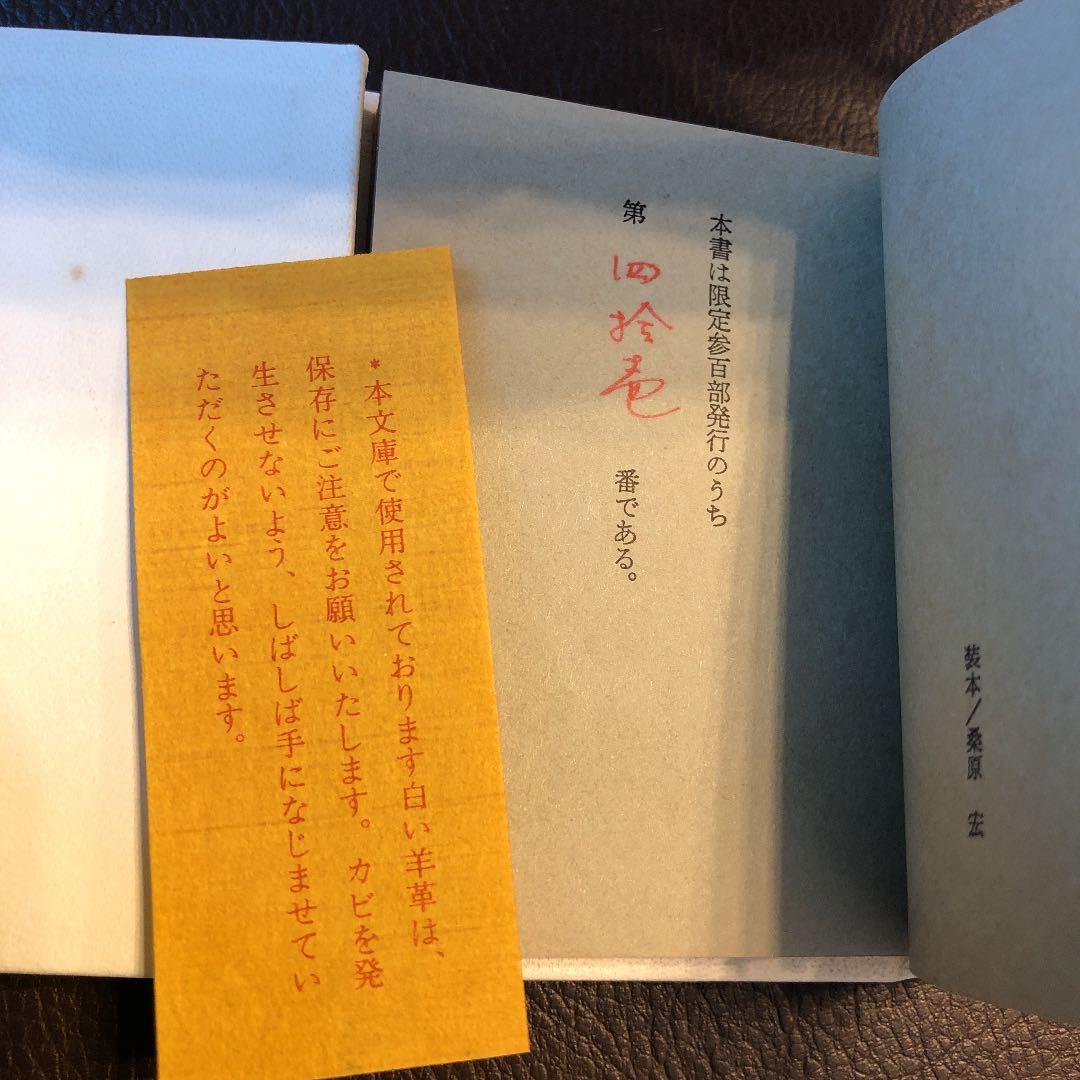 装本/桑原 宏
本書は限定参百部発行のうち
第 四拾壱 番である。
*本文庫で使用されております白い羊革は、
保存にご注意をお願いいたします。カビを発
生させないよう、しばしば手になじませてい
ただくのがよいと思います。